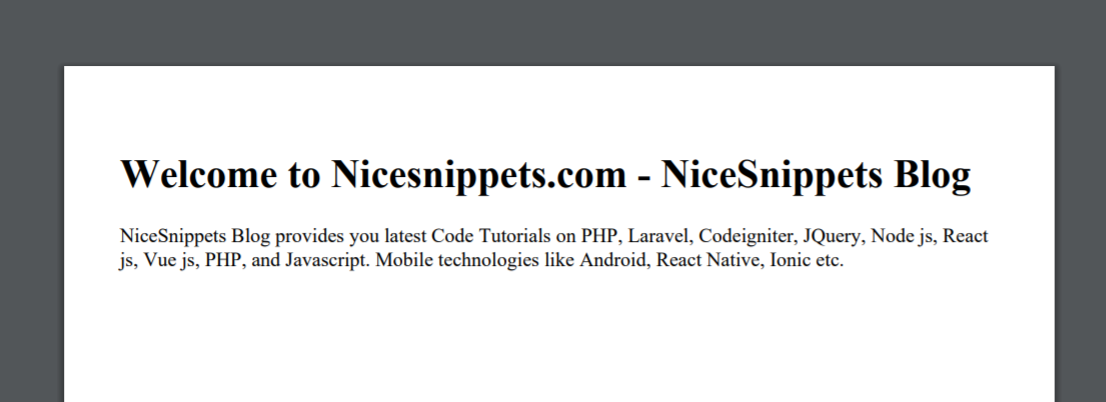 Welcome to Nicesnippets.com - NiceSnippets Blog
NiceSnippets Blog provides you latest Code Tutorials on PHP, Laravel, Codeigniter, JQuery, Node js, React
js, Vue js, PHP, and Javascript. Mobile technologies like Android, React Native, Ionic etc.